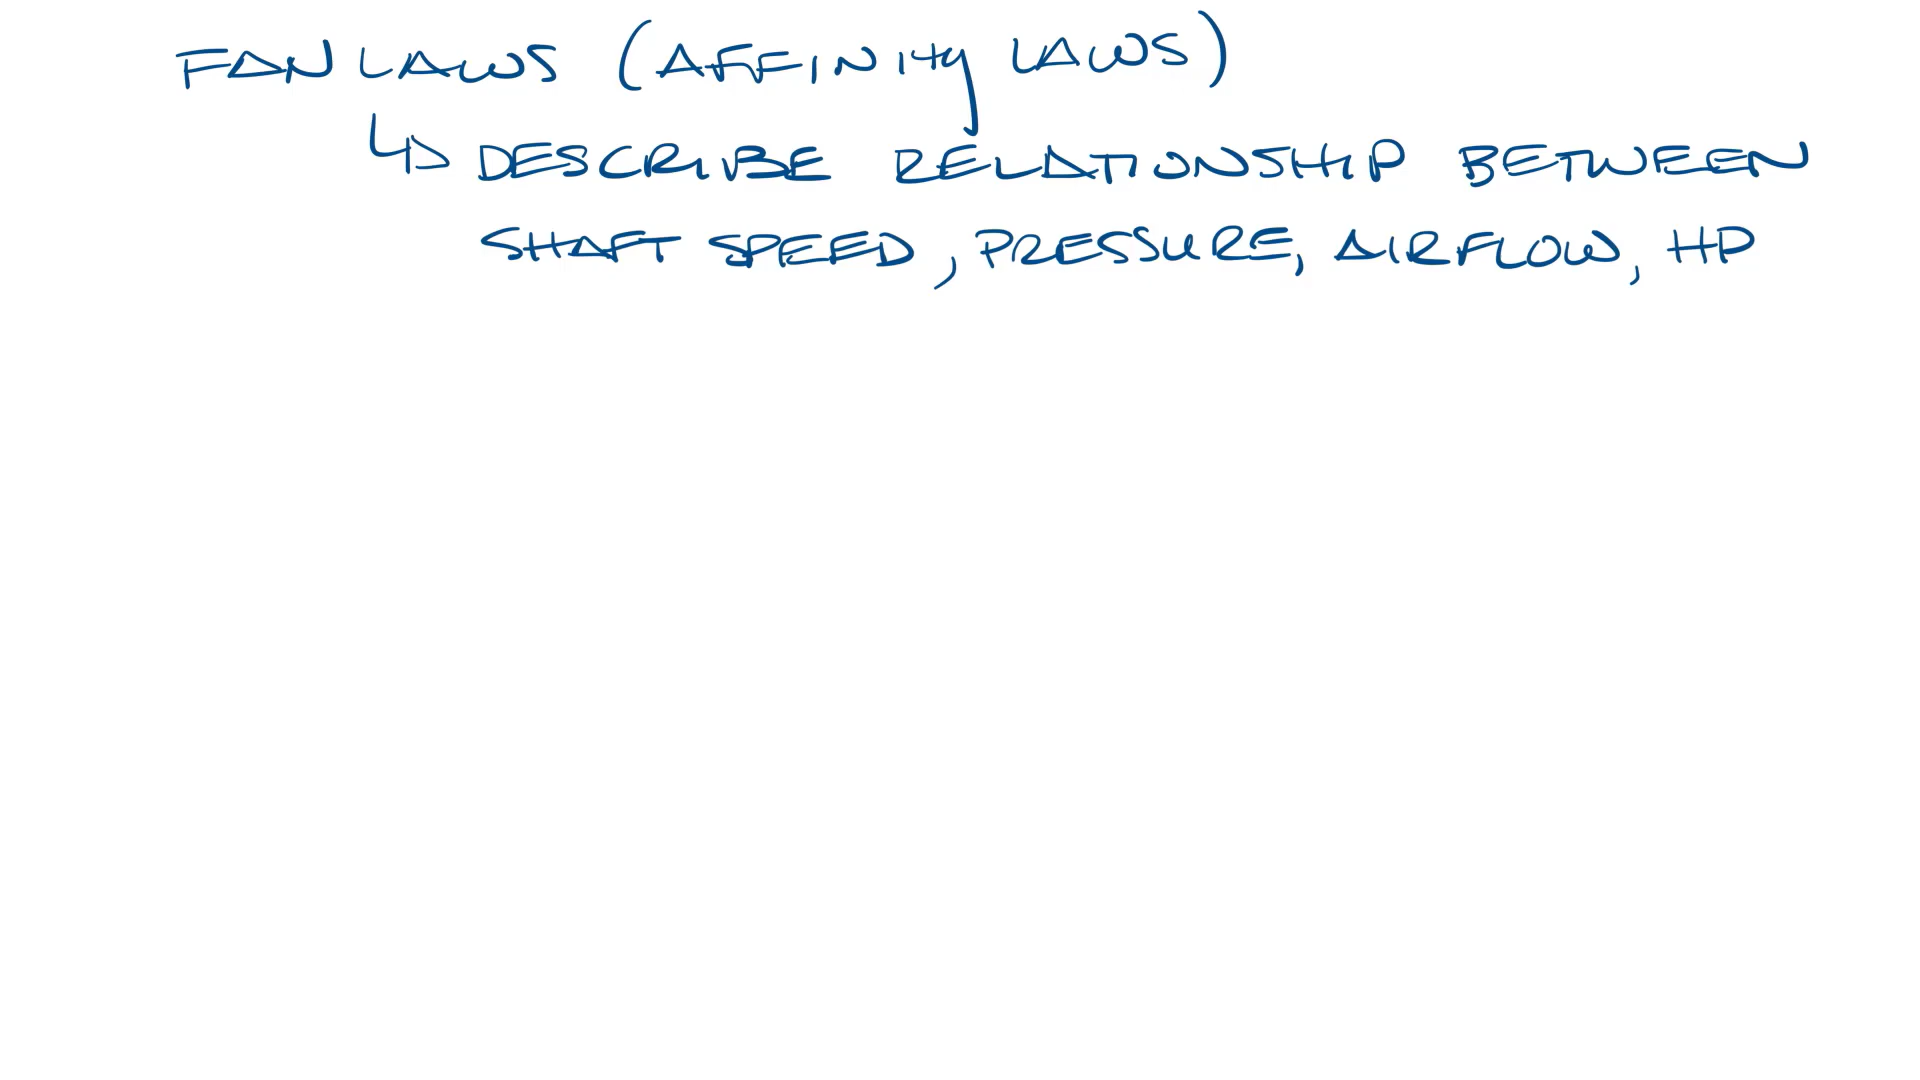 FAN LAWS (AFFINITY LAWS)
↳ DESCRIBE RELATIONSHIP BETWEEN
SHAFT SPEED, PRESSURE, AIRFLOW, HP